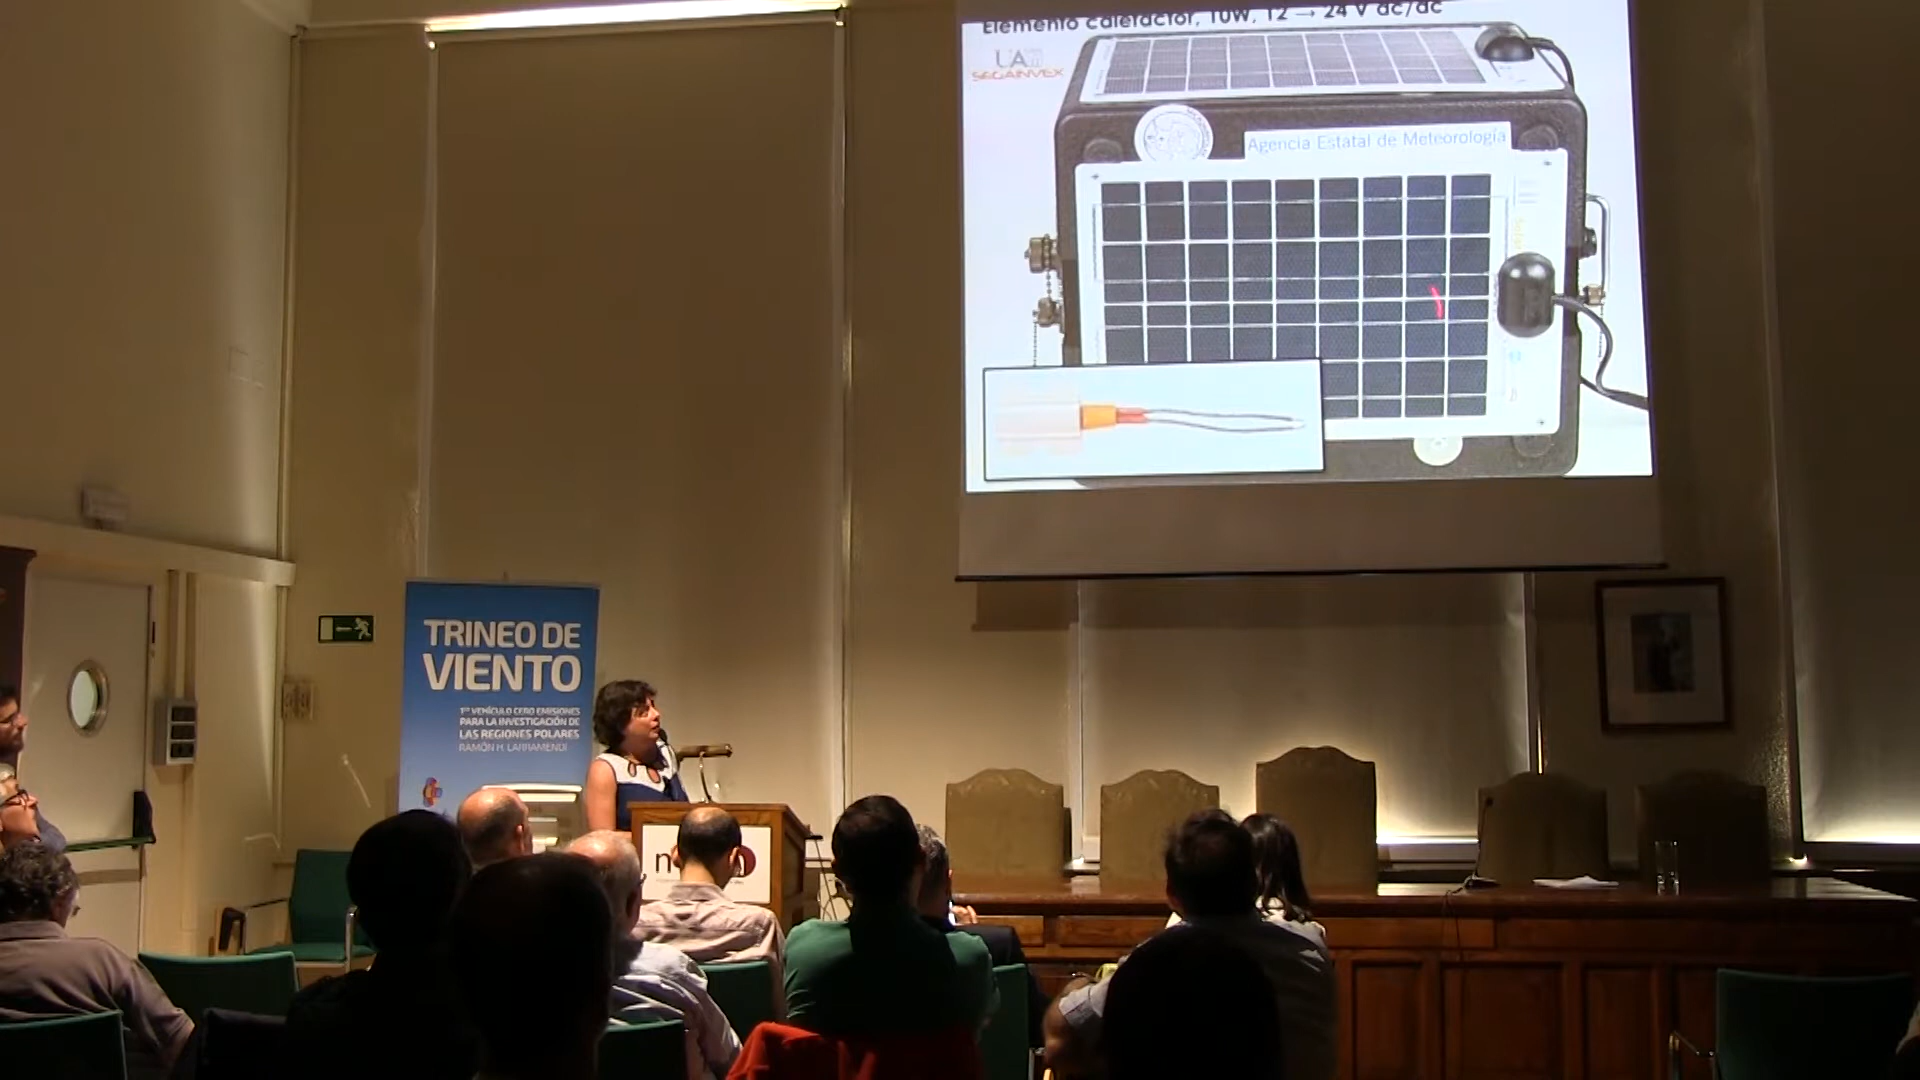 Elemento calefactor, 10W, 12 → 24 V dc/dc
UAM
SEGAINVEX
Agencia Estatal de Meteorología
TRINEO DE
VIENTO
1er VEHÍCULO CERO EMISIONES
PARA LA INVESTIGACIÓN DE
LAS REGIONES POLARES
RAMÓN H. LARRAMENDI